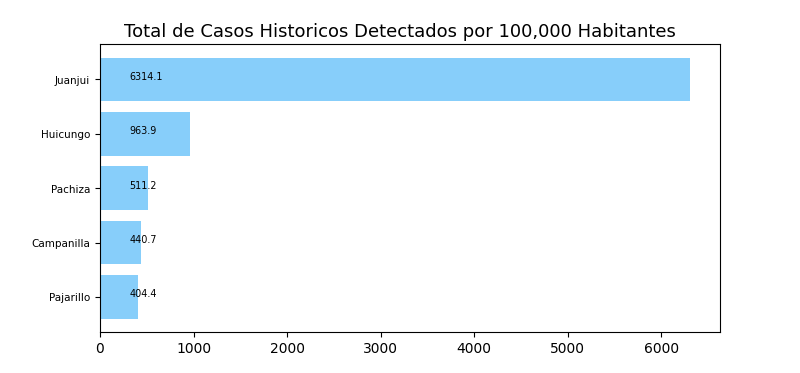 Total de Casos Historicos Detectados por 100,000 Habitantes
Juanjui 6314.1
Huicungo 963.9
Pachiza 511.2
Campanilla 440.7
Pajarillo 404.4
0 1000 2000 3000 4000 5000 6000